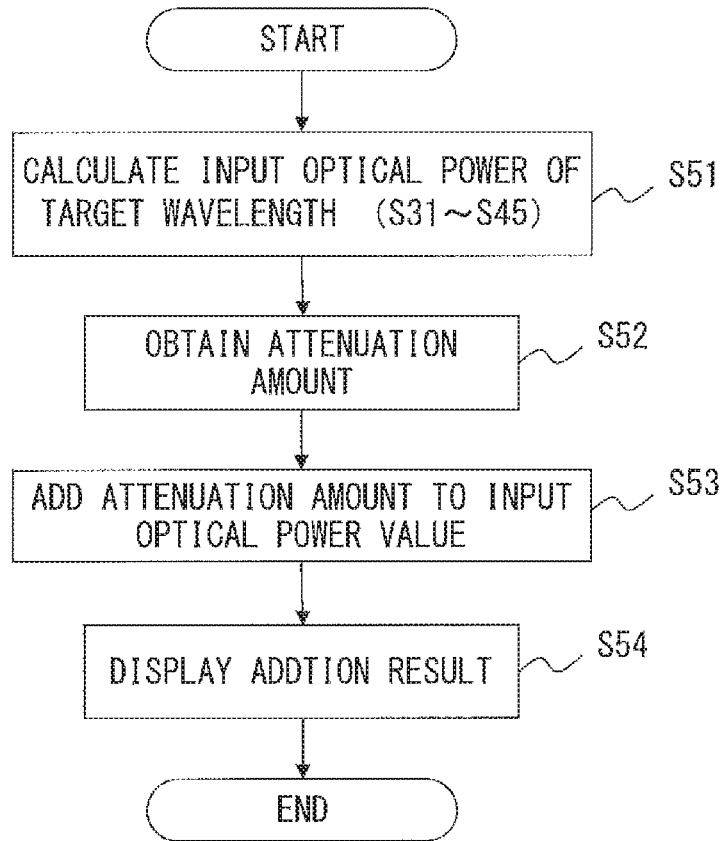 START
CALCULATE INPUT OPTICAL POWER OF
TARGET WAVELENGTH (S31～S45)
S51
OBTAIN ATTENUATION
AMOUNT
S52
ADD ATTENUATION AMOUNT TO INPUT
OPTICAL POWER VALUE
S53
DISPLAY ADDTION RESULT
S54
END